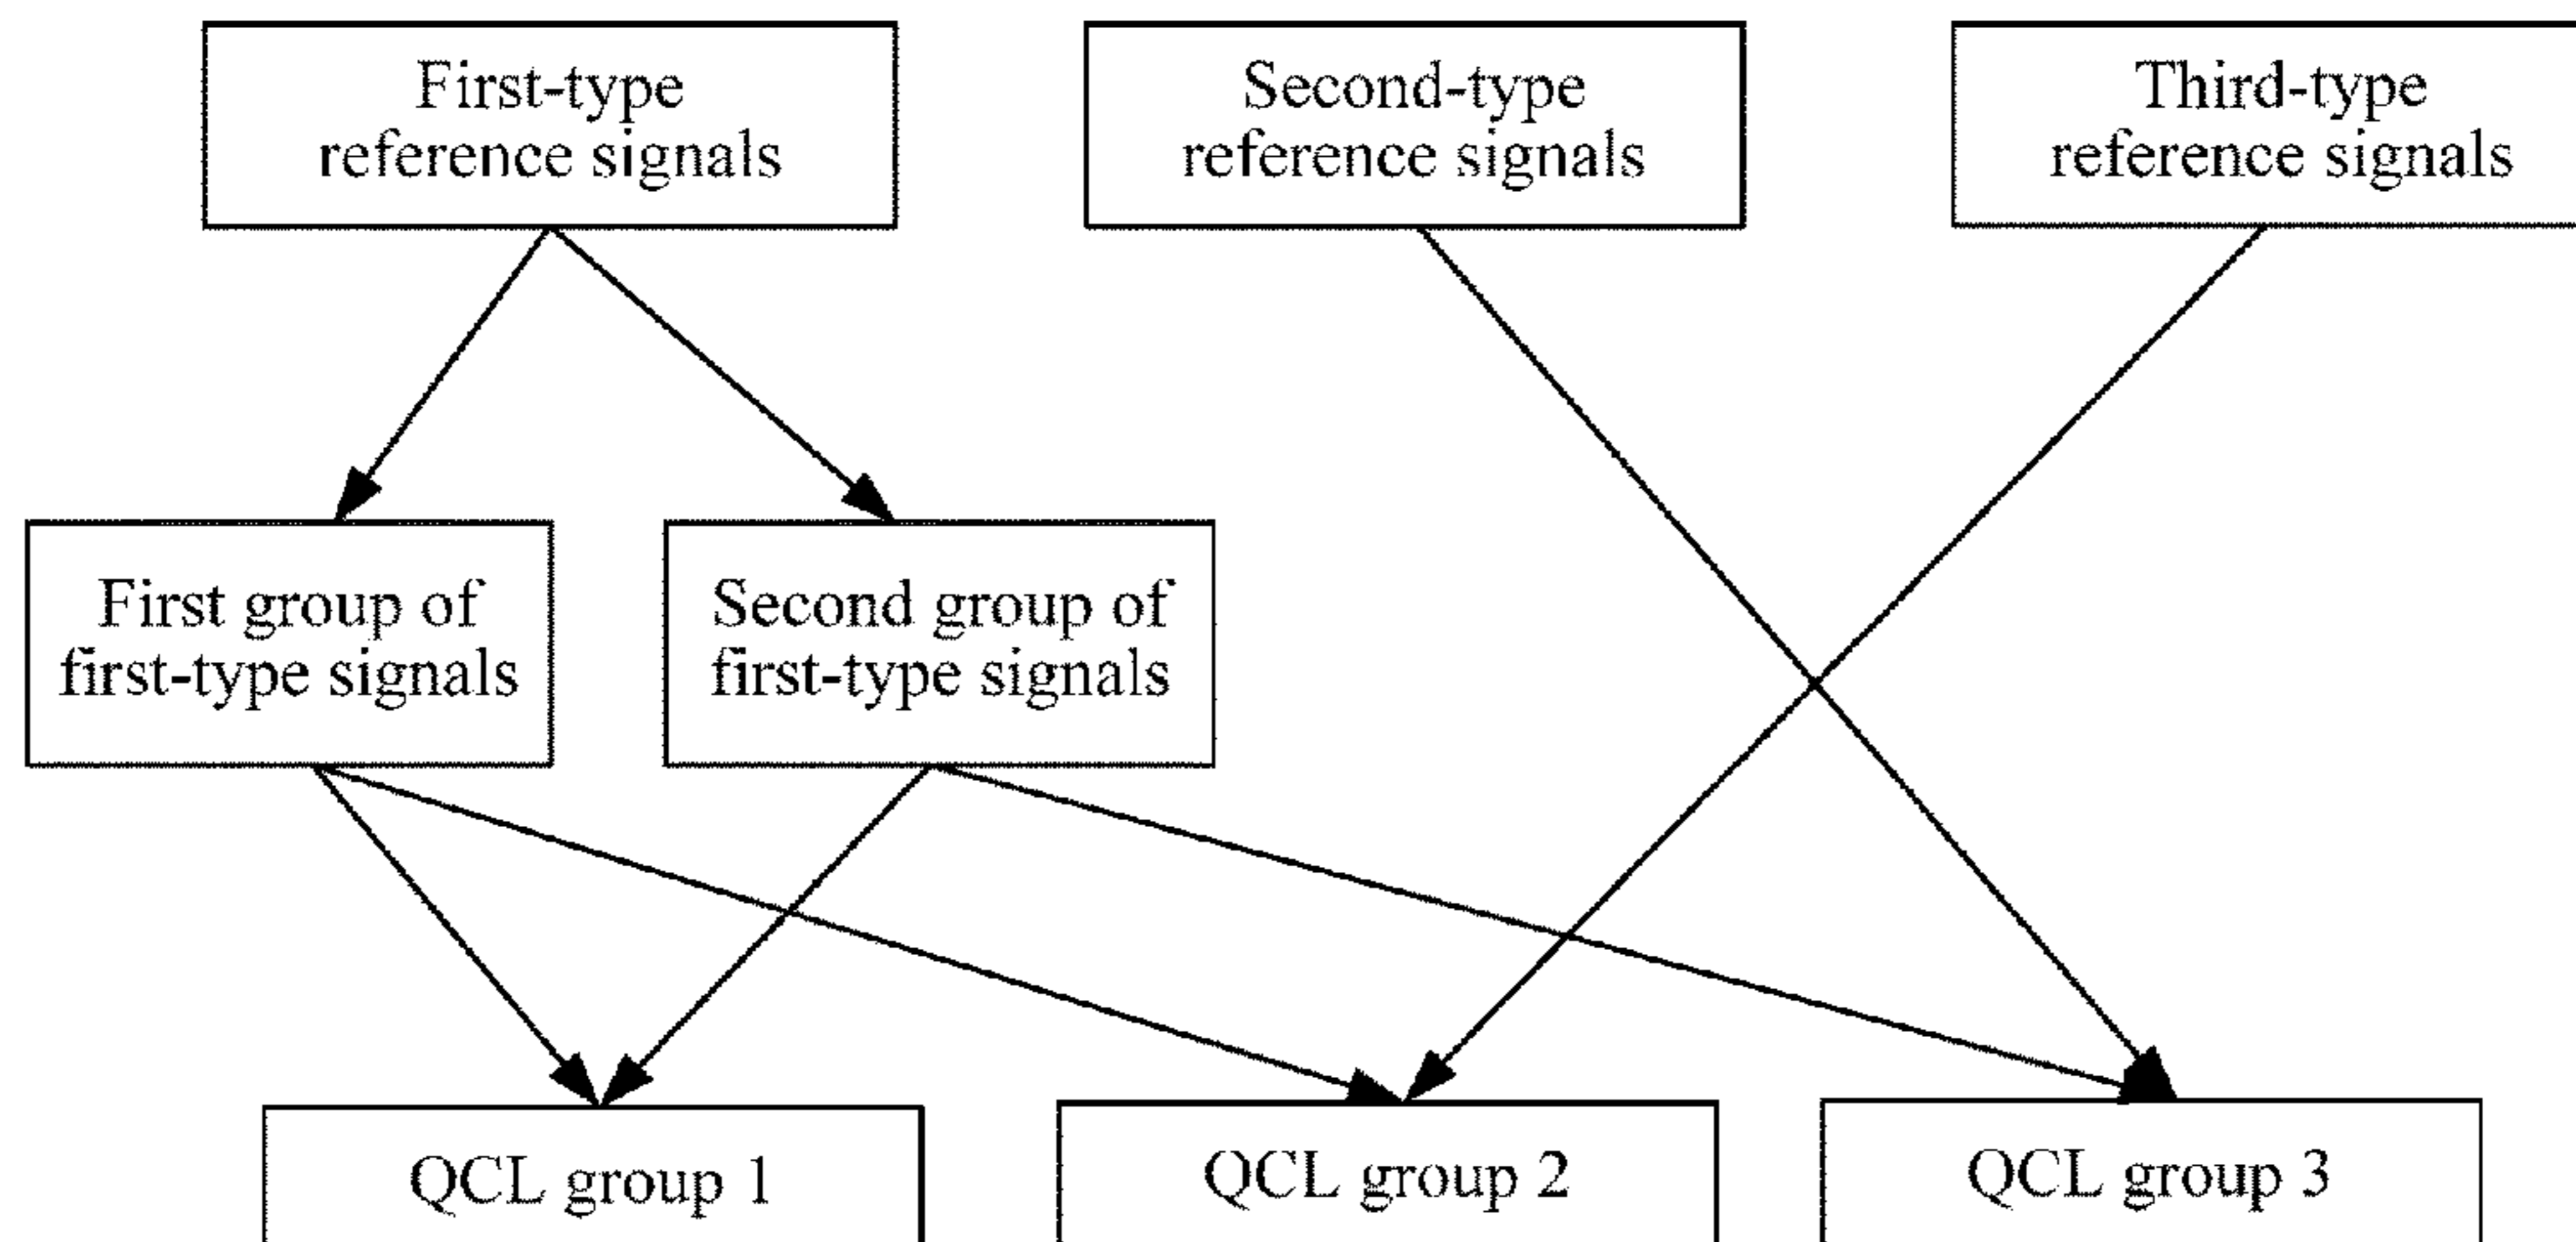 First-type
reference signals
Second-type
reference signals
Third-type
reference signals
First group of
first-type signals
Second group of
first-type signals
QCL group 1
QCL group 2
QCL group 3